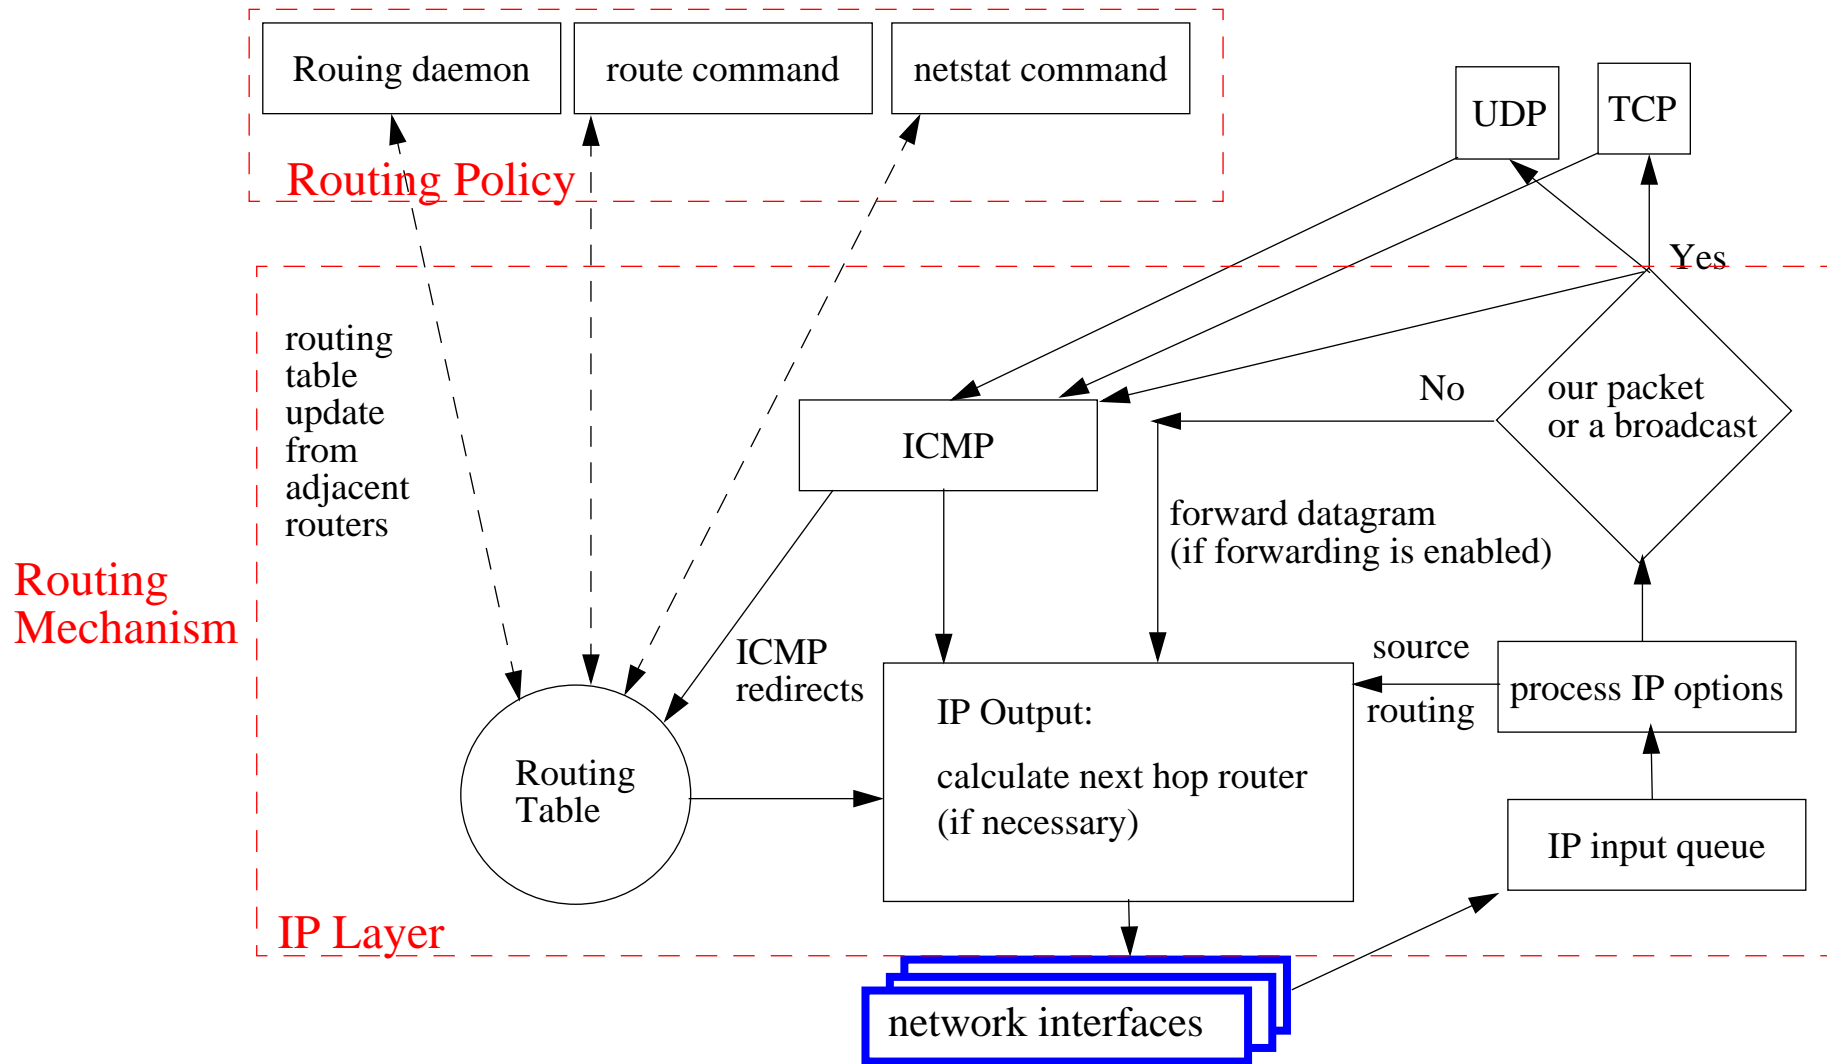 Rouing daemon
route command
netstat command
UDP
TCP
Routing Policy
Yes
routing
table
update
from
adjacent
routers
No
our packet
or a broadcast
ICMP
forward datagram
(if forwarding is enabled)
Routing
Mechanism
ICMP
redirects
source
routing
process IP options
IP Output:
calculate next hop router
(if necessary)
Routing
Table
IP input queue
IP Layer
network interfaces